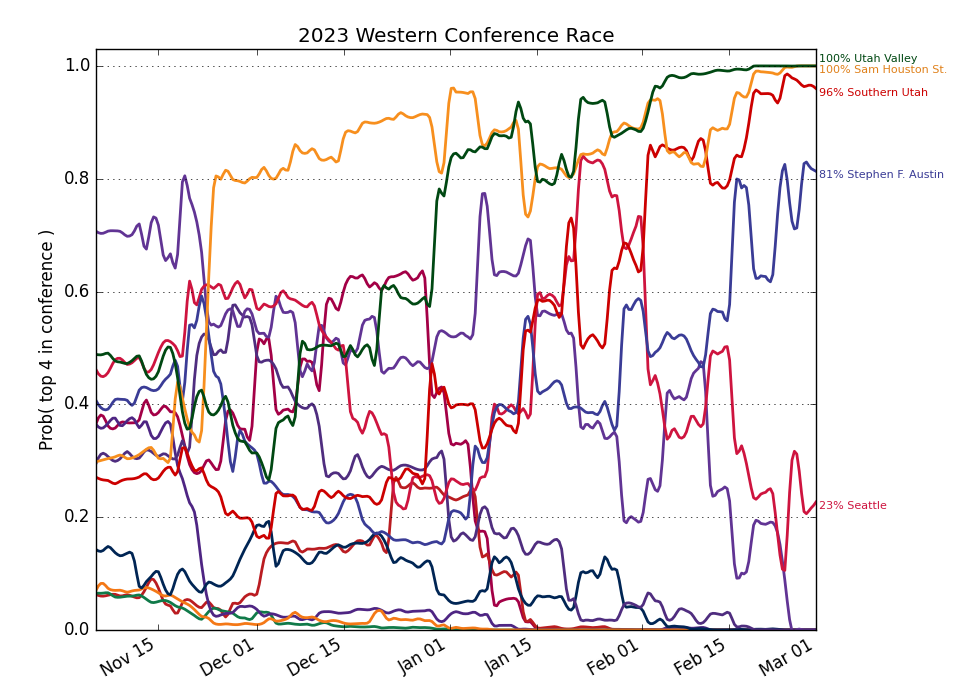 2023 Western Conference Race
Prob( top 4 in conference )
1.0
0.8
0.6
0.4
0.2
0.0
Nov 15
Dec 01
Dec 15
Jan 01
Jan 15
Feb 01
Feb 15
Mar 01
100% Utah Valley
100% Sam Houston St.
96% Southern Utah
81% Stephen F. Austin
23% Seattle